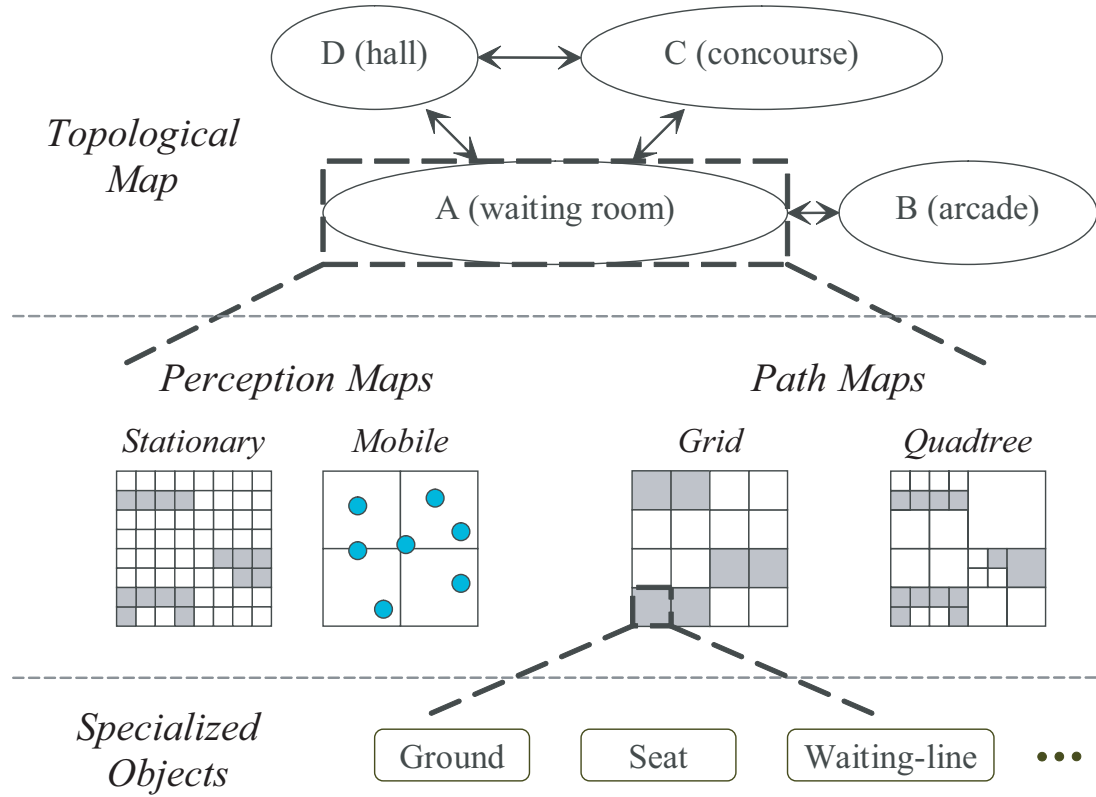 D (hall)
C (concourse)
Topological
Map
A (waiting room)
B (arcade)
Perception Maps
Path Maps
Stationary
Mobile
Grid
Quadtree
Specialized
Objects
Ground
Seat
Waiting-line
•••